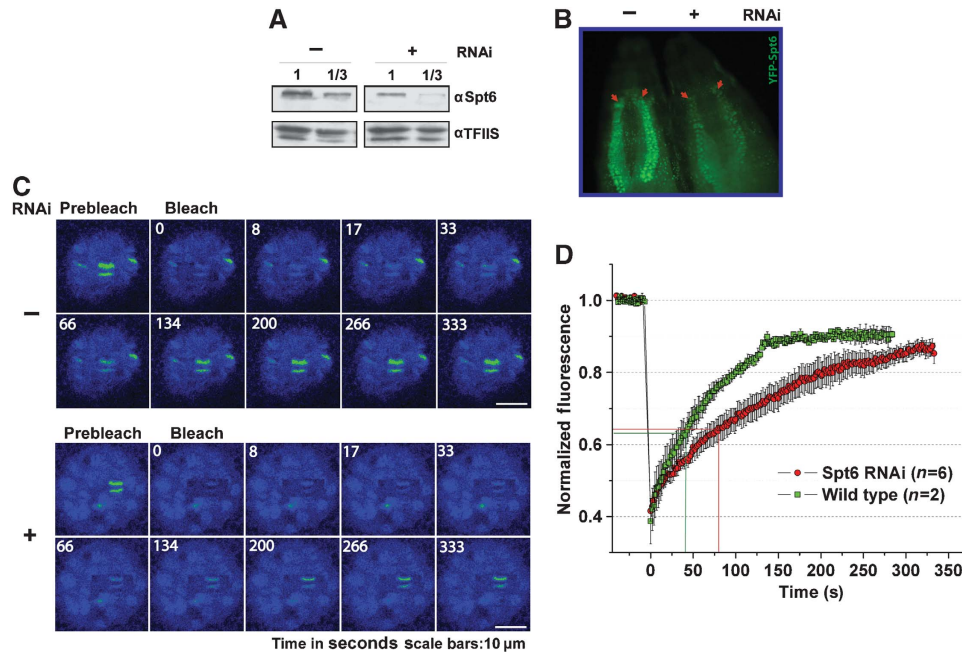 A
− + RNAi
1 1/3 1 1/3
αSpt6
αTFIIS
B
− + RNAi
YFP-Spt6
C
RNAi Prebleach Bleach
0 8 17 33
−
66 134 200 266 333
Prebleach Bleach
0 8 17 33
+
66 134 200 266 333
Time in seconds scale bars:10 µm
D
Normalized fluorescence
1.0
0.8
0.6
0.4
Spt6 RNAi (n=6)
Wild type (n=2)
0 50 100 150 200 250 300 350
Time (s)